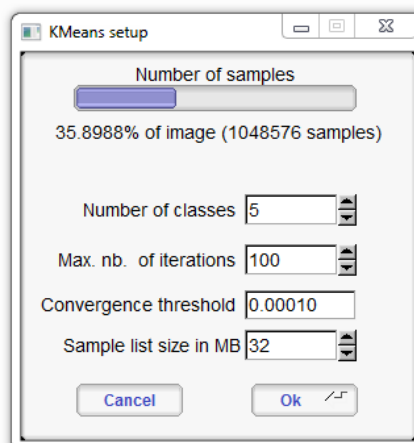 KMeans setup
Number of samples
35.8988% of image (1048576 samples)
Number of classes 5
Max. nb. of iterations 100
Convergence threshold 0.00010
Sample list size in MB 32
Cancel Ok